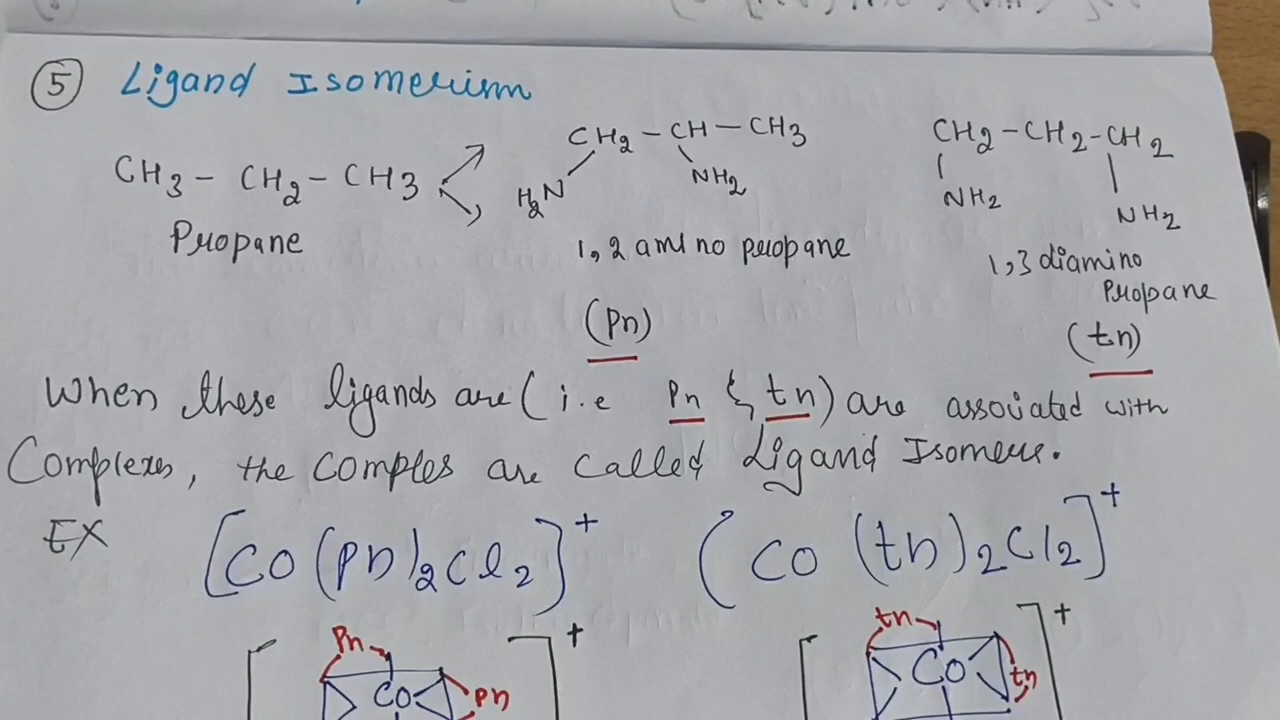 5 Ligand Isomerism
CH3 - CH2 - CH3
Propane
CH2 - CH - CH3
H2N NH2
1,2 amino propane
(Pn)
CH2 - CH2 - CH2
NH2 NH2
1,3 diamino
Propane
(tn)
When these ligands are (i.e Pn & tn) are associated with
Complexes, the comples are called Ligand Isomers.
EX [CO(pn)2Cl2]+ (CO (tn)2Cl2]+
[ Pn Co Pn ]+
[ tn Co tn ]+